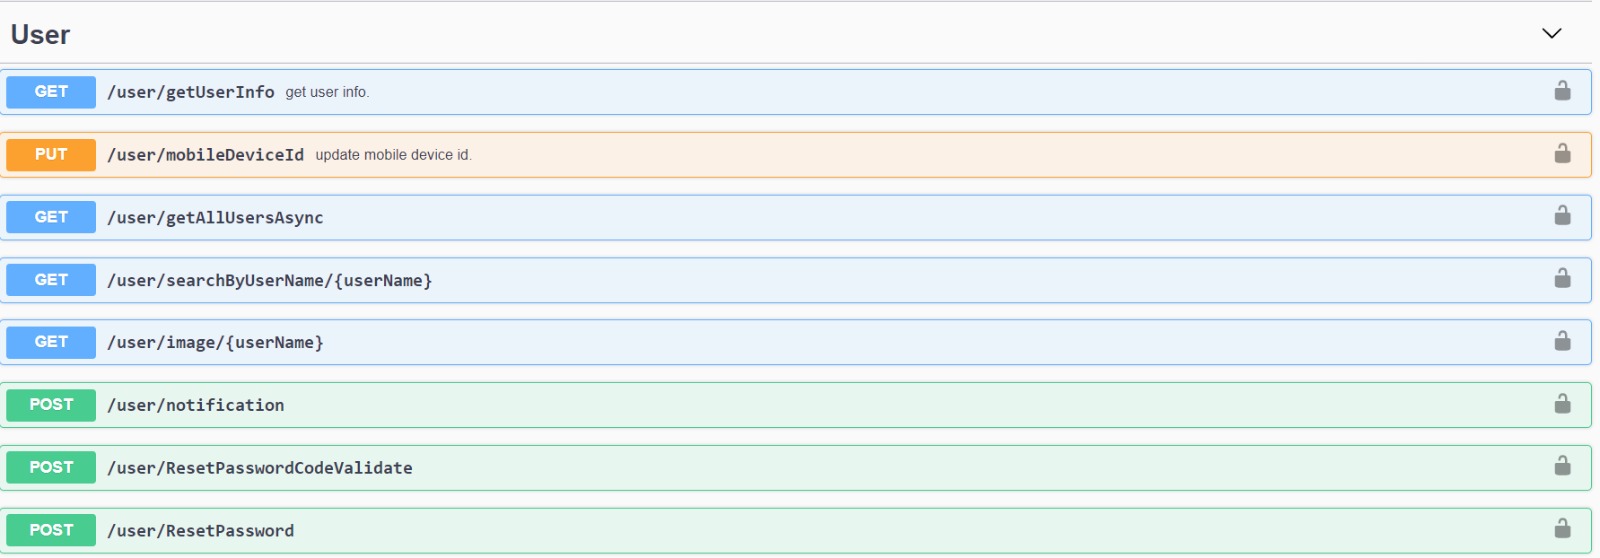 User
GET /user/getUserInfo get user info.
PUT /user/mobileDeviceId update mobile device id.
GET /user/getAllUsersAsync
GET /user/searchByUserName/{userName}
GET /user/image/{userName}
POST /user/notification
POST /user/ResetPasswordCodeValidate
POST /user/ResetPassword